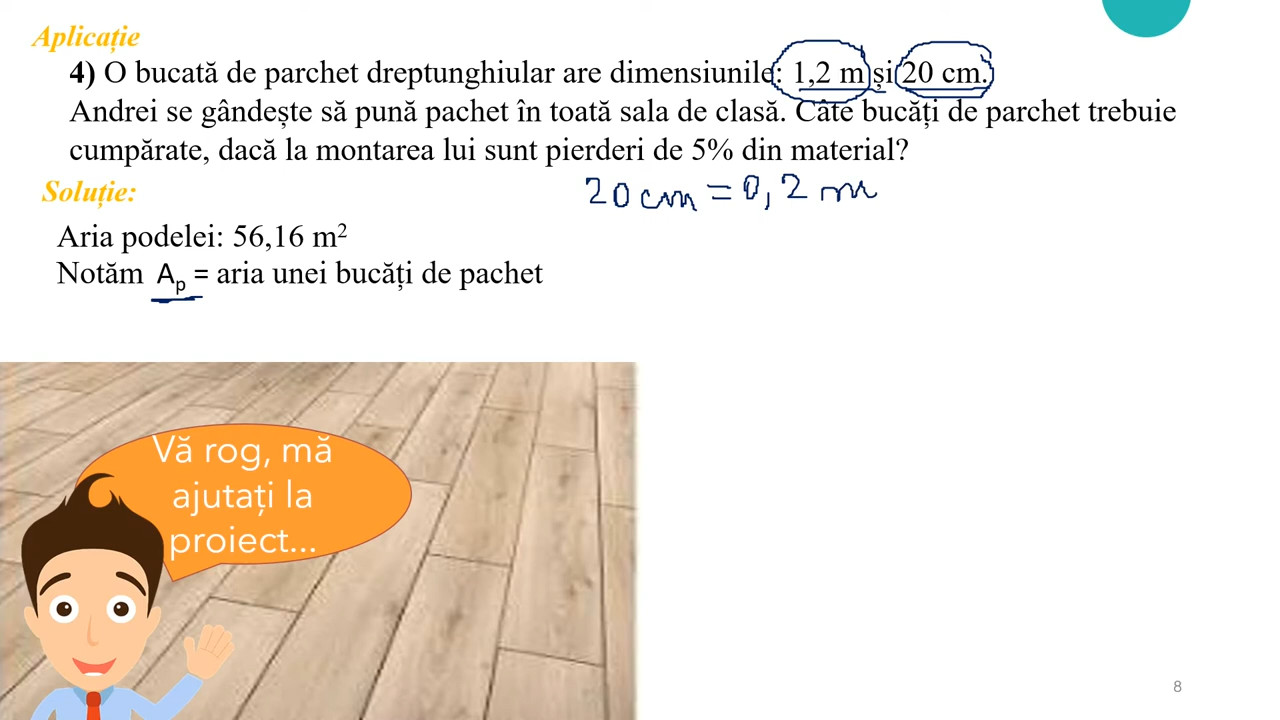 Aplicație
4) O bucată de parchet dreptunghiular are dimensiunile: 1,2 m și 20 cm.
Andrei se gândește să pună pachet în toată sala de clasă. Câte bucăți de parchet trebuie
cumpărate, dacă la montarea lui sunt pierderi de 5% din material?
20 cm = 0,2 m
Soluție:
Aria podelei: 56,16 m²
Notăm Aₚ = aria unei bucăți de pachet
Vă rog, mă
ajutați la
proiect...
8